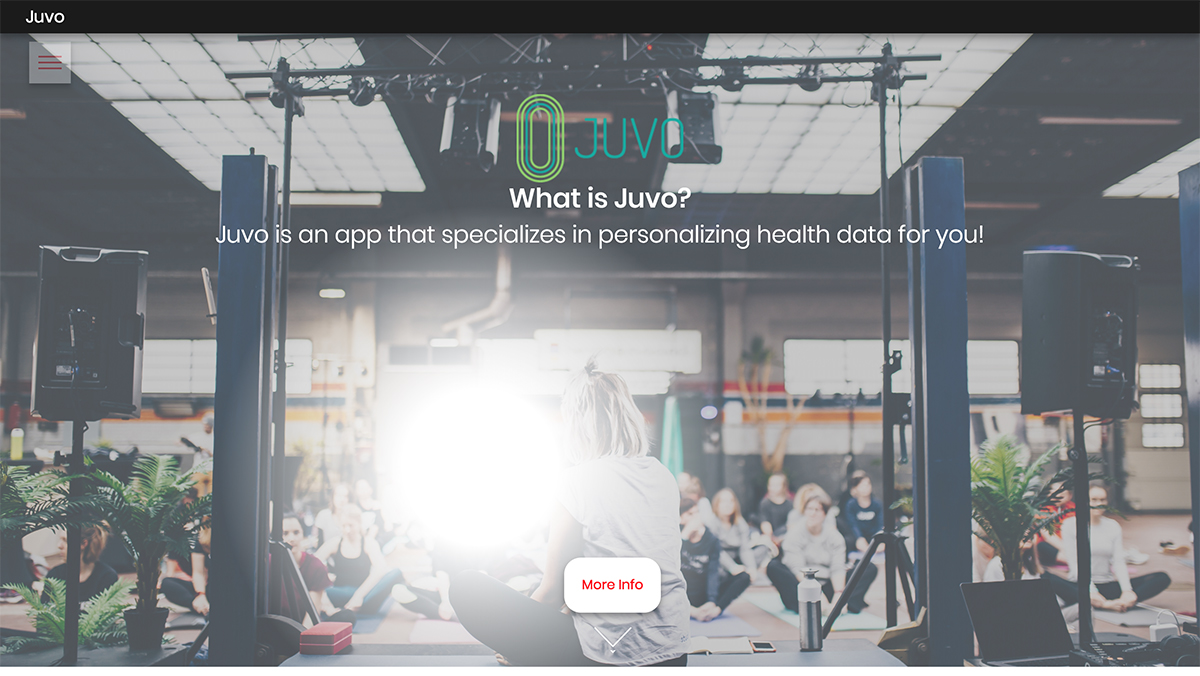 Juvo
JUVO
What is Juvo?
Juvo is an app that specializes in personalizing health data for you!
More Info